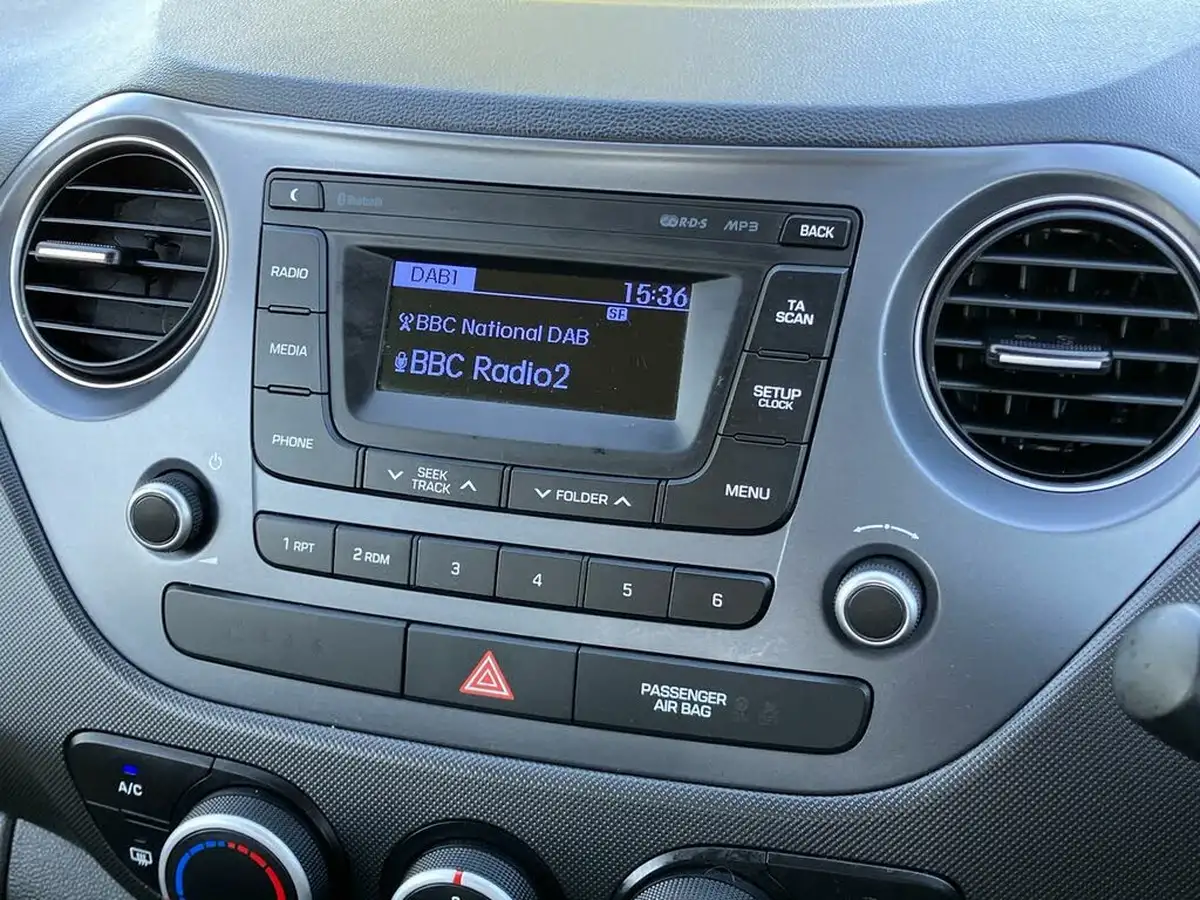 Bluetooth
R·D·S
MP3
BACK
RADIO
MEDIA
PHONE
DAB1
15:36
SF
BBC National DAB
BBC Radio2
TA
SCAN
SETUP
CLOCK
MENU
SEEK
TRACK
FOLDER
1 RPT
2 RDM
3
4
5
6
PASSENGER
AIR BAG
A/C